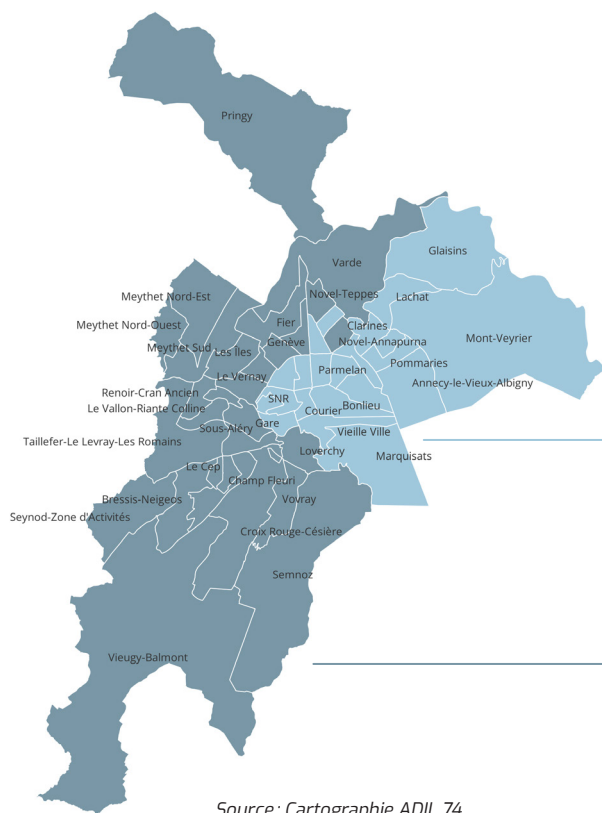 Pringy
Glaisins
Varde
Novel-Teppes
Lachat
Meythet Nord-Est
Meythet Nord-Ouest
Fier
Clarines
Mont-Veyrier
Genève
Novel-Annapurna
Meythet Sud
Les Îles
Pommaries
Parmelan
Le Vernay
Annecy-le-Vieux-Albigny
Renoir-Cran Ancien
SNR
Le Vallon-Riante Colline
Courier
Bonlieu
Sous-Aléry
Gare
Vieille Ville
Taillefer-Le Levray-Les Romains
Loverchy
Marquisats
Le Cep
Champ Fleuri
Bressis-Neigeos
Vovray
Seynod-Zone d'Activités
Croix Rouge-Césière
Semnoz
Vieugy-Balmont
Source : Cartographie ADIL 74